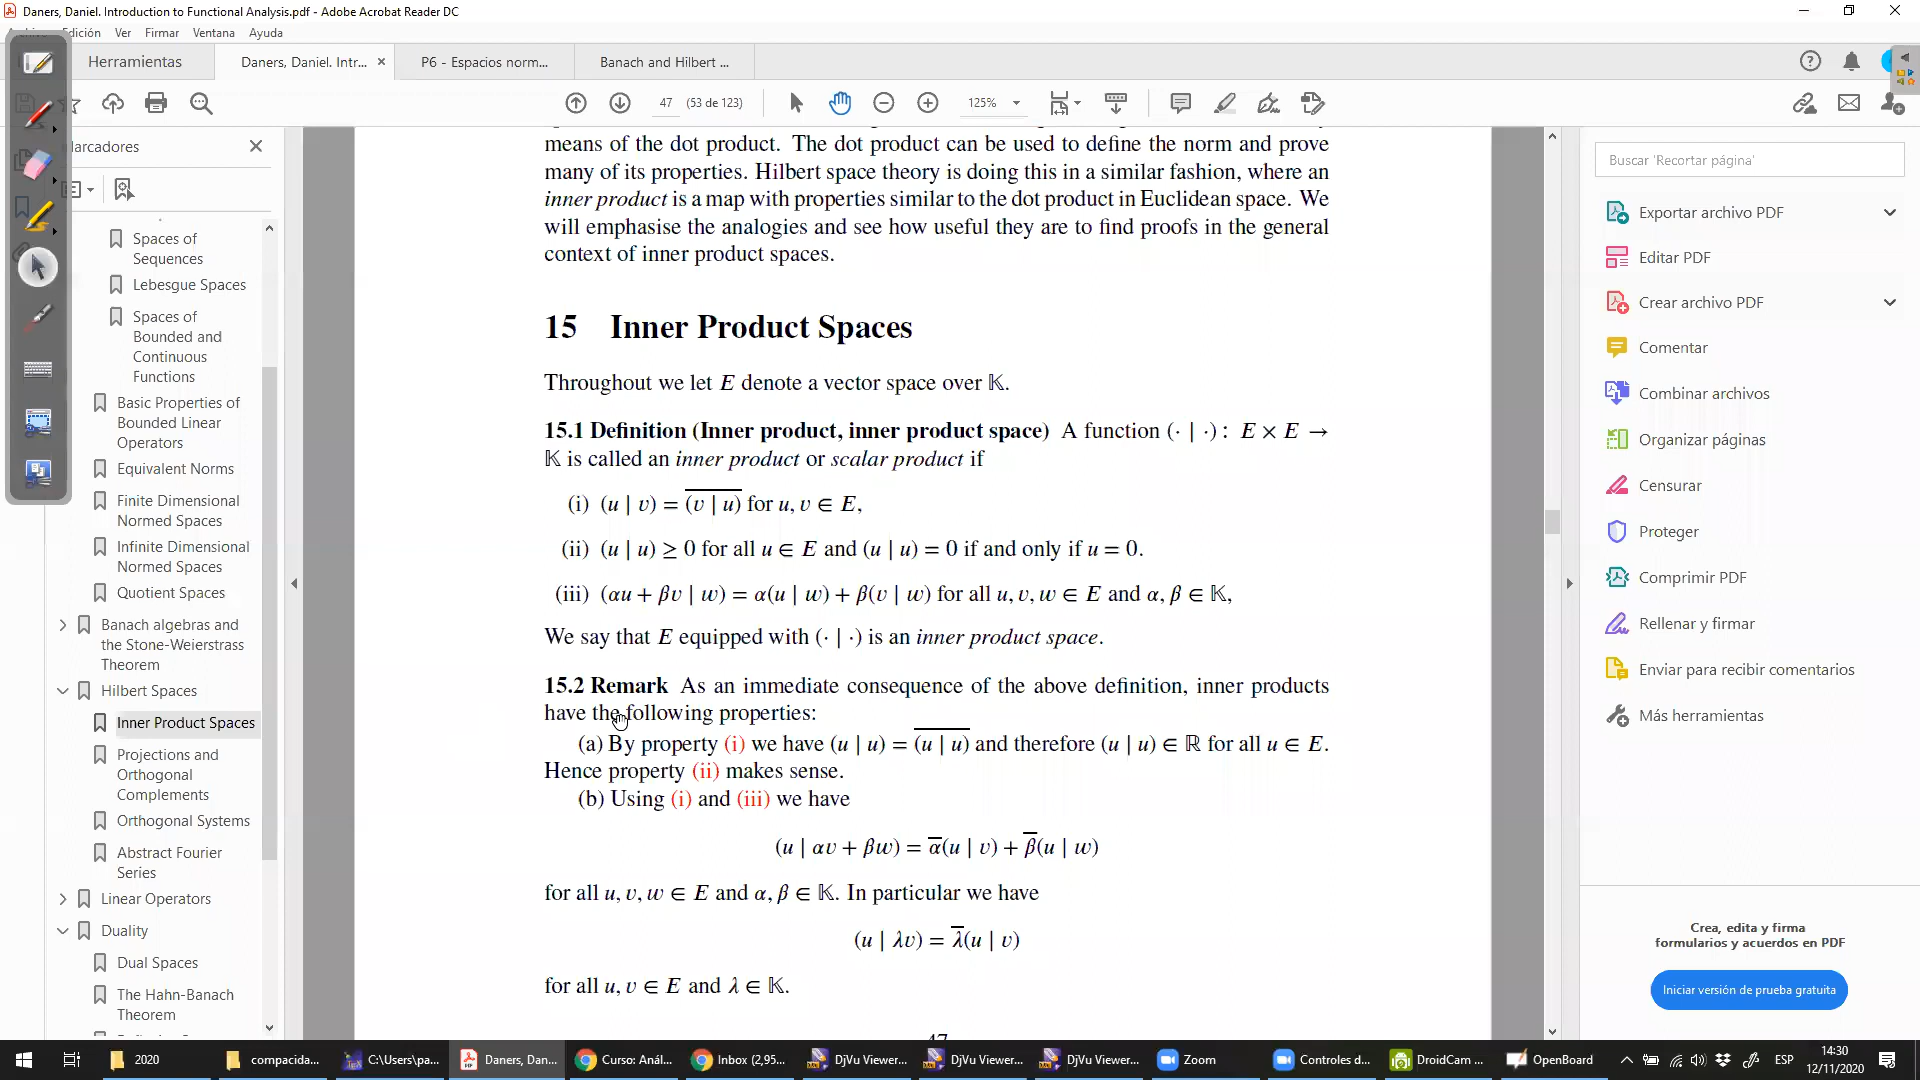 Daners, Daniel. Introduction to Functional Analysis.pdf - Adobe Acrobat Reader DC
Edición Ver Firmar Ventana Ayuda
Herramientas Daners, Daniel. Intr... × P6 - Espacios norm... Banach and Hilbert ...
47 (53 de 123) 125%
arcadores
Spaces of
Sequences
Lebesgue Spaces
Spaces of
Bounded and
Continuous
Functions
Basic Properties of
Bounded Linear
Operators
Equivalent Norms
Finite Dimensional
Normed Spaces
Infinite Dimensional
Normed Spaces
Quotient Spaces
Banach algebras and
the Stone-Weierstrass
Theorem
Hilbert Spaces
Inner Product Spaces
Projections and
Orthogonal
Complements
Orthogonal Systems
Abstract Fourier
Series
Linear Operators
Duality
Dual Spaces
The Hahn-Banach
Theorem
means of the dot product. The dot product can be used to define the norm and prove
many of its properties. Hilbert space theory is doing this in a similar fashion, where an
inner product is a map with properties similar to the dot product in Euclidean space. We
will emphasise the analogies and see how useful they are to find proofs in the general
context of inner product spaces.
15 Inner Product Spaces
Throughout we let E denote a vector space over 𝕂.
15.1 Definition (Inner product, inner product space) A function (· | ·) : E × E →
𝕂 is called an inner product or scalar product if
(i) (u | v) = \overline{(v | u)} for u, v ∈ E,
(ii) (u | u) ≥ 0 for all u ∈ E and (u | u) = 0 if and only if u = 0.
(iii) (αu + βv | w) = α(u | w) + β(v | w) for all u, v, w ∈ E and α, β ∈ 𝕂,
We say that E equipped with (· | ·) is an inner product space.
15.2 Remark As an immediate consequence of the above definition, inner products
have the following properties:
(a) By property (i) we have (u | u) = \overline{(u | u)} and therefore (u | u) ∈ ℝ for all u ∈ E.
Hence property (ii) makes sense.
(b) Using (i) and (iii) we have
(u | αv + βw) = \overline{α}(u | v) + \overline{β}(u | w)
for all u, v, w ∈ E and α, β ∈ 𝕂. In particular we have
(u | λv) = \overline{λ}(u | v)
for all u, v ∈ E and λ ∈ 𝕂.
47
Buscar 'Recortar página'
Exportar archivo PDF
Editar PDF
Crear archivo PDF
Comentar
Combinar archivos
Organizar páginas
Censurar
Proteger
Comprimir PDF
Rellenar y firmar
Enviar para recibir comentarios
Más herramientas
Crea, edita y firma
formularios y acuerdos en PDF
Iniciar versión de prueba gratuita
2020 compacida... C:\Users\pa... Daners, Dan... Curso: Anál... Inbox (2,95... DjVu Viewer... DjVu Viewer... DjVu Viewer... Zoom Controles d... DroidCam ... OpenBoard ESP 14:30
12/11/2020